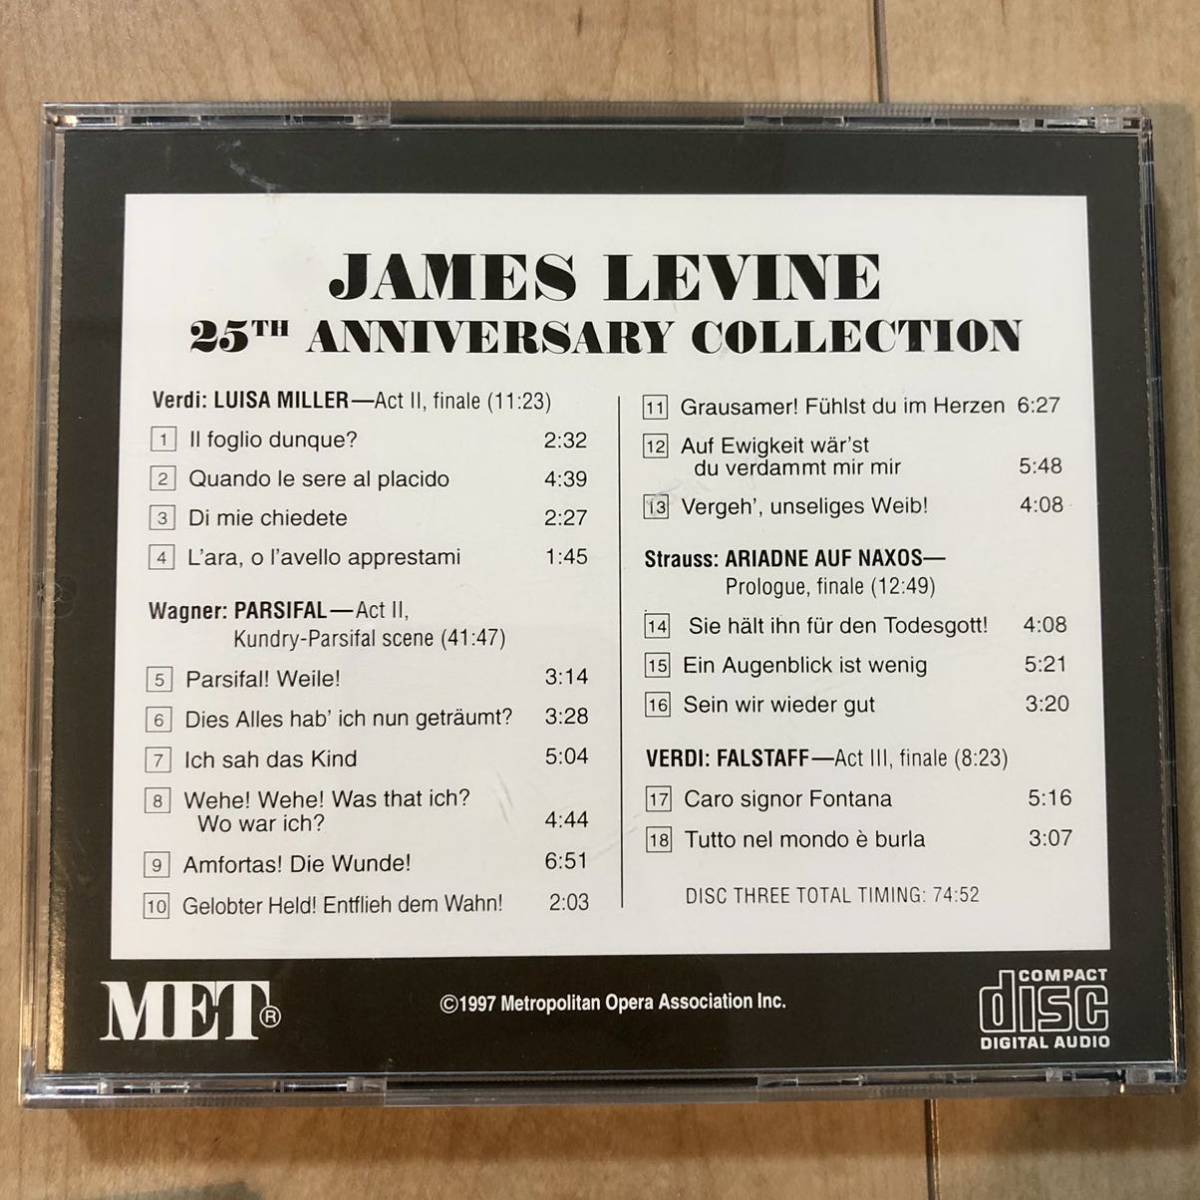 JAMES LEVINE
25TH ANNIVERSARY COLLECTION
Verdi: LUISA MILLER—Act II, finale (11:23)
1 Il foglio dunque? 2:32
2 Quando le sere al placido 4:39
3 Di mie chiedete 2:27
4 L'ara, o l'avello apprestami 1:45
Wagner: PARSIFAL—Act II,
Kundry-Parsifal scene (41:47)
5 Parsifal! Weile! 3:14
6 Dies Alles hab' ich nun geträumt? 3:28
7 Ich sah das Kind 5:04
8 Wehe! Wehe! Was that ich?
Wo war ich? 4:44
9 Amfortas! Die Wunde! 6:51
10 Gelobter Held! Entflieh dem Wahn! 2:03
11 Grausamer! Fühlst du im Herzen 6:27
12 Auf Ewigkeit wär'st
du verdammt mir mir 5:48
13 Vergeh', unseliges Weib! 4:08
Strauss: ARIADNE AUF NAXOS—
Prologue, finale (12:49)
14 Sie hält ihn für den Todesgott! 4:08
15 Ein Augenblick ist wenig 5:21
16 Sein wir wieder gut 3:20
VERDI: FALSTAFF—Act III, finale (8:23)
17 Caro signor Fontana 5:16
18 Tutto nel mondo è burla 3:07
DISC THREE TOTAL TIMING: 74:52
MET®
©1997 Metropolitan Opera Association Inc.
COMPACT
disc
DIGITAL AUDIO